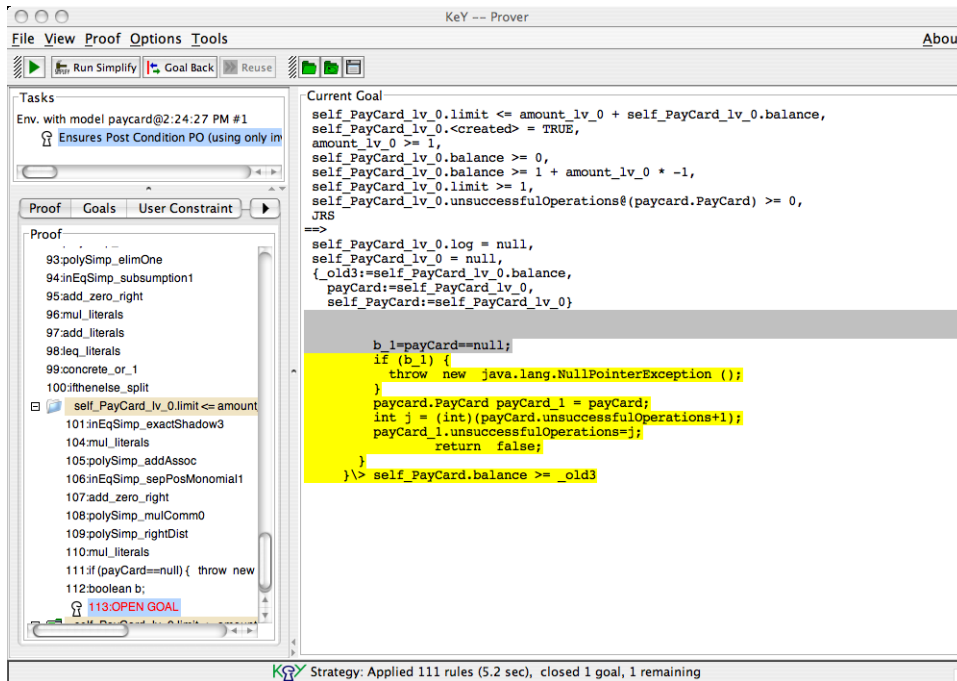 KeY -- Prover
File View Proof Options Tools
Abou
Run Simplify Goal Back Reuse
Tasks
Env. with model paycard@2:24:27 PM #1
Ensures Post Condition PO (using only in
Proof Goals User Constraint
Proof
93:polySimp_elimOne
94:inEqSimp_subsumption1
95:add_zero_right
96:mul_literals
97:add_literals
98:leq_literals
99:concrete_or_1
100:ifthenelse_split
self_PayCard_lv_0.limit <= amount
101:inEqSimp_exactShadow3
104:mul_literals
105:polySimp_addAssoc
106:inEqSimp_sepPosMonomial1
107:add_zero_right
108:polySimp_mulComm0
109:polySimp_rightDist
110:mul_literals
111:if (payCard==null) { throw new
112:boolean b;
113:OPEN GOAL
Current Goal
self_PayCard_lv_0.limit <= amount_lv_0 + self_PayCard_lv_0.balance,
self_PayCard_lv_0.<created> = TRUE,
amount_lv_0 >= 1,
self_PayCard_lv_0.balance >= 0,
self_PayCard_lv_0.balance >= 1 + amount_lv_0 * -1,
self_PayCard_lv_0.limit >= 1,
self_PayCard_lv_0.unsuccessfulOperations@(paycard.PayCard) >= 0,
JRS
==>
self_PayCard_lv_0.log = null,
self_PayCard_lv_0 = null,
{_old3:=self_PayCard_lv_0.balance,
payCard:=self_PayCard_lv_0,
self_PayCard:=self_PayCard_lv_0}
b_1=payCard==null;
if (b_1) {
throw new java.lang.NullPointerException ();
}
paycard.PayCard payCard_1 = payCard;
int j = (int)(payCard.unsuccessfulOperations+1);
payCard_1.unsuccessfulOperations=j;
return false;
}
}\> self_PayCard.balance >= _old3
KeY Strategy: Applied 111 rules (5.2 sec), closed 1 goal, 1 remaining